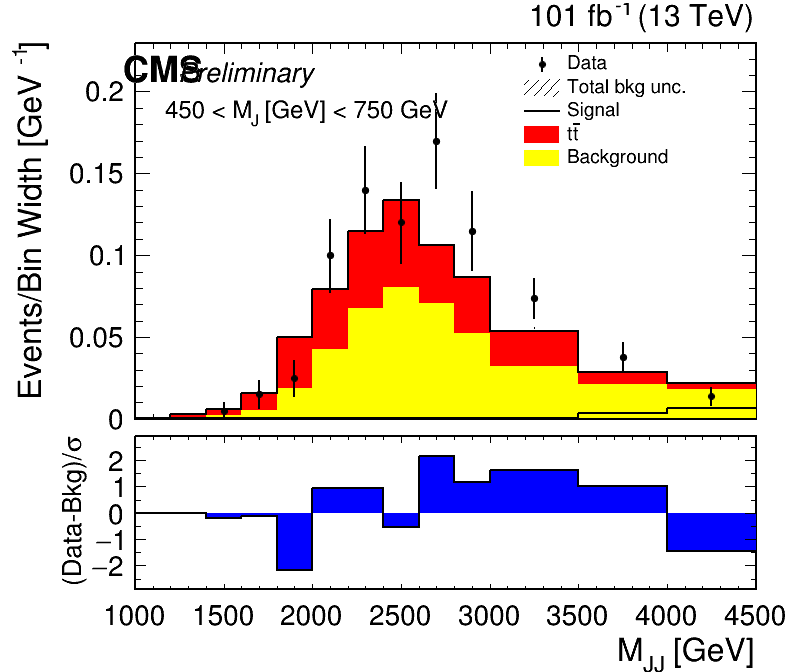 101 fb⁻¹ (13 TeV)
CMS Preliminary
450 < M_J [GeV] < 750 GeV
Data
Total bkg unc.
Signal
tt̄
Background
Events/Bin Width [GeV⁻¹]
0.2
0.15
0.1
0.05
0
(Data-Bkg)/σ
2
1
0
−1
−2
1000 1500 2000 2500 3000 3500 4000 4500
M_JJ [GeV]